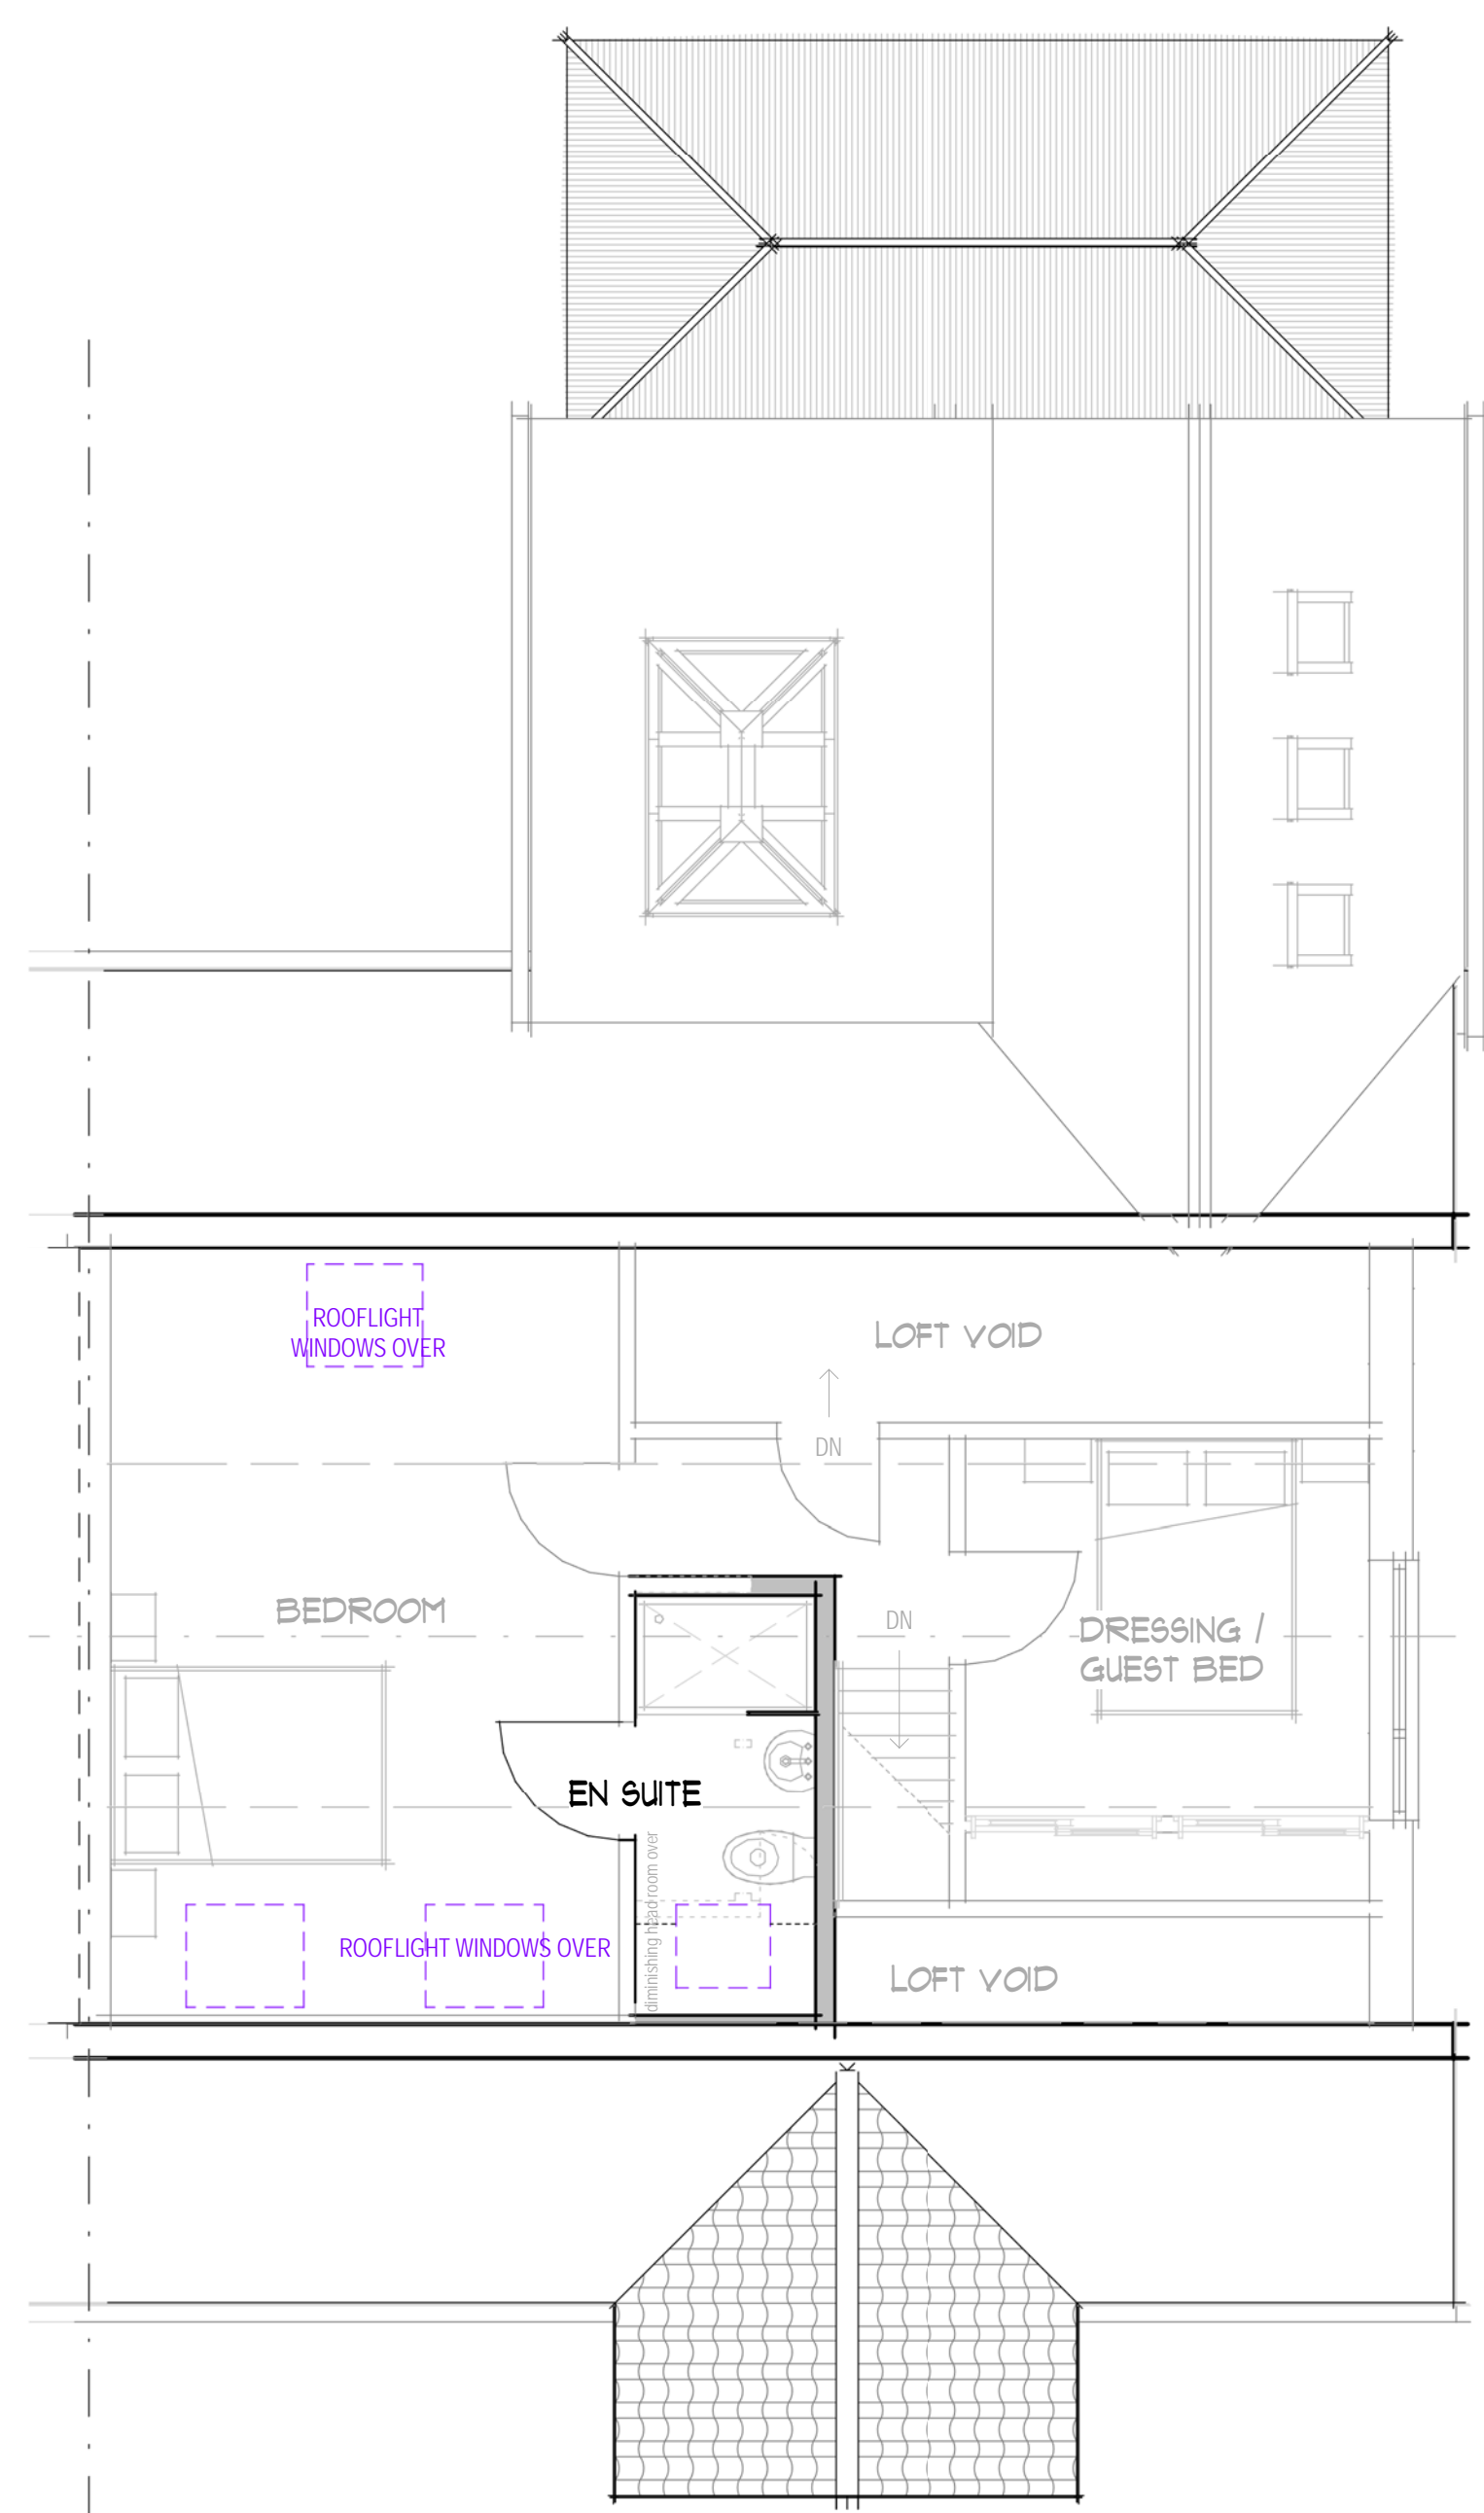 ROOFLIGHT
WINDOWS OVER
LOFT VOID
DN
BEDROOM
DN
DRESSING /
GUEST BED
EN SUITE
diminishing head room over
ROOFLIGHT WINDOWS OVER
LOFT VOID